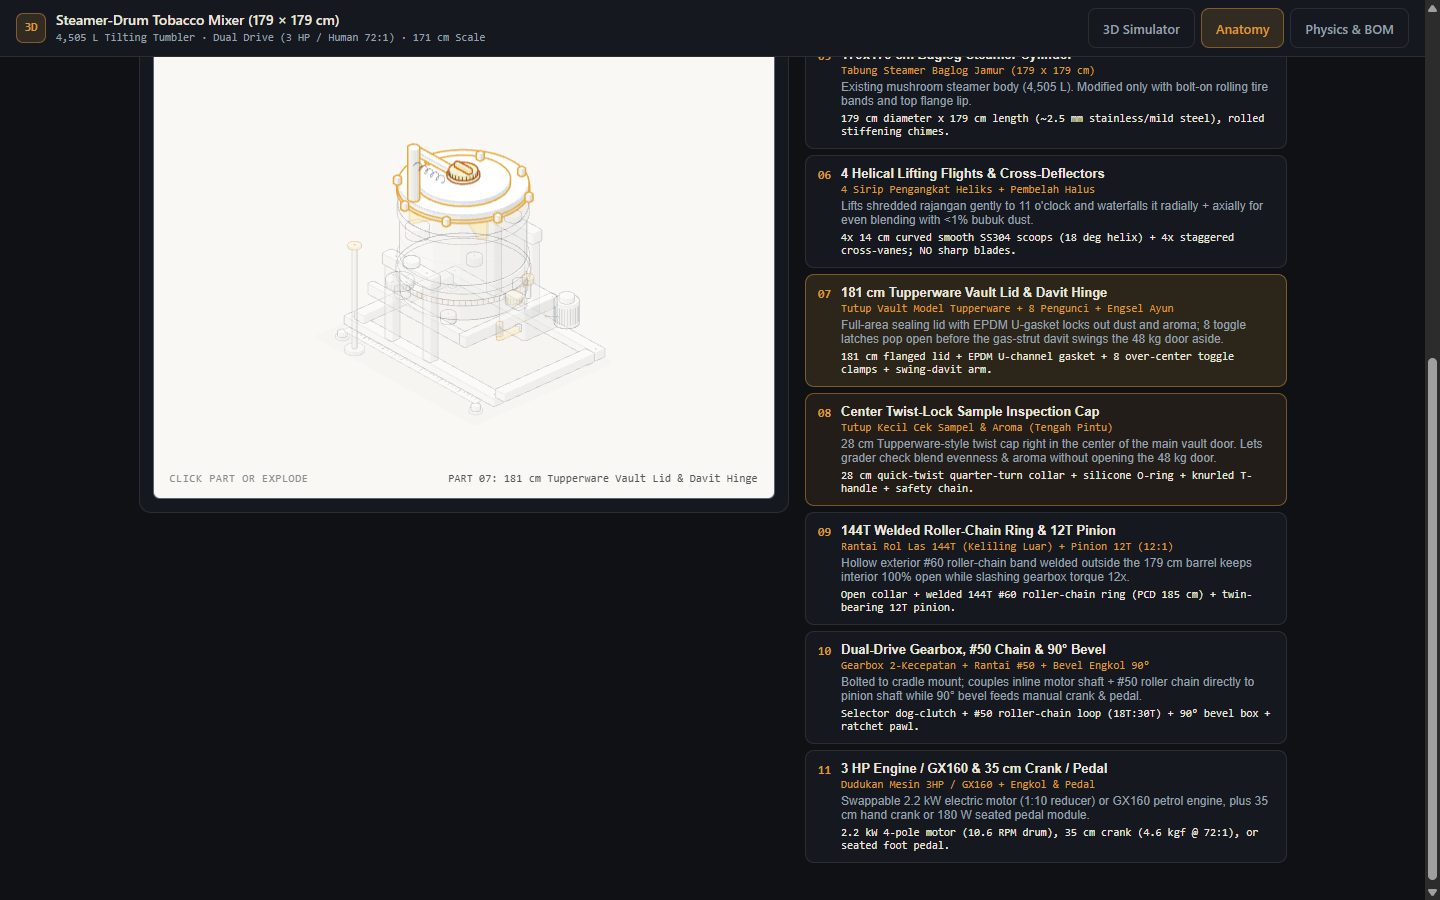 3D
Steamer-Drum Tobacco Mixer (179 × 179 cm)
4,505 L Tilting Tumbler · Dual Drive (3 HP / Human 72:1) · 171 cm Scale
3D Simulator
Anatomy
Physics & BOM
CLICK PART OR EXPLODE
PART 07: 181 cm Tupperware Vault Lid & Davit Hinge
Tabung Steamer Baglog Jamur (179 x 179 cm)
Existing mushroom steamer body (4,505 L). Modified only with bolt-on rolling tire
bands and top flange lip.
179 cm diameter x 179 cm length (~2.5 mm stainless/mild steel), rolled
stiffening chimes.
06
4 Helical Lifting Flights & Cross-Deflectors
4 Sirip Pengangkat Heliks + Pembelah Halus
Lifts shredded rajangan gently to 11 o'clock and waterfalls it radially + axially for
even blending with <1% bubuk dust.
4x 14 cm curved smooth SS304 scoops (18 deg helix) + 4x staggered
cross-vanes; NO sharp blades.
07
181 cm Tupperware Vault Lid & Davit Hinge
Tutup Vault Model Tupperware + 8 Pengunci + Engsel Ayun
Full-area sealing lid with EPDM U-gasket locks out dust and aroma; 8 toggle
latches pop open before the gas-strut davit swings the 48 kg door aside.
181 cm flanged lid + EPDM U-channel gasket + 8 over-center toggle
clamps + swing-davit arm.
08
Center Twist-Lock Sample Inspection Cap
Tutup Kecil Cek Sampel & Aroma (Tengah Pintu)
28 cm Tupperware-style twist cap right in the center of the main vault door. Lets
grader check blend evenness & aroma without opening the 48 kg door.
28 cm quick-twist quarter-turn collar + silicone O-ring + knurled T-
handle + safety chain.
09
144T Welded Roller-Chain Ring & 12T Pinion
Rantai Rol Las 144T (Keliling Luar) + Pinion 12T (12:1)
Hollow exterior #60 roller-chain band welded outside the 179 cm barrel keeps
interior 100% open while slashing gearbox torque 12x.
Open collar + welded 144T #60 roller-chain ring (PCD 185 cm) + twin-
bearing 12T pinion.
10
Dual-Drive Gearbox, #50 Chain & 90° Bevel
Gearbox 2-Kecepatan + Rantai #50 + Bevel Engkol 90°
Bolted to cradle mount; couples inline motor shaft + #50 roller chain directly to
pinion shaft while 90° bevel feeds manual crank & pedal.
Selector dog-clutch + #50 roller-chain loop (18T:30T) + 90° bevel box +
ratchet pawl.
11
3 HP Engine / GX160 & 35 cm Crank / Pedal
Dudukan Mesin 3HP / GX160 + Engkol & Pedal
Swappable 2.2 kW electric motor (1:10 reducer) or GX160 petrol engine, plus 35
cm hand crank or 180 W seated pedal module.
2.2 kW 4-pole motor (10.6 RPM drum), 35 cm crank (4.6 kgf @ 72:1), or
seated foot pedal.